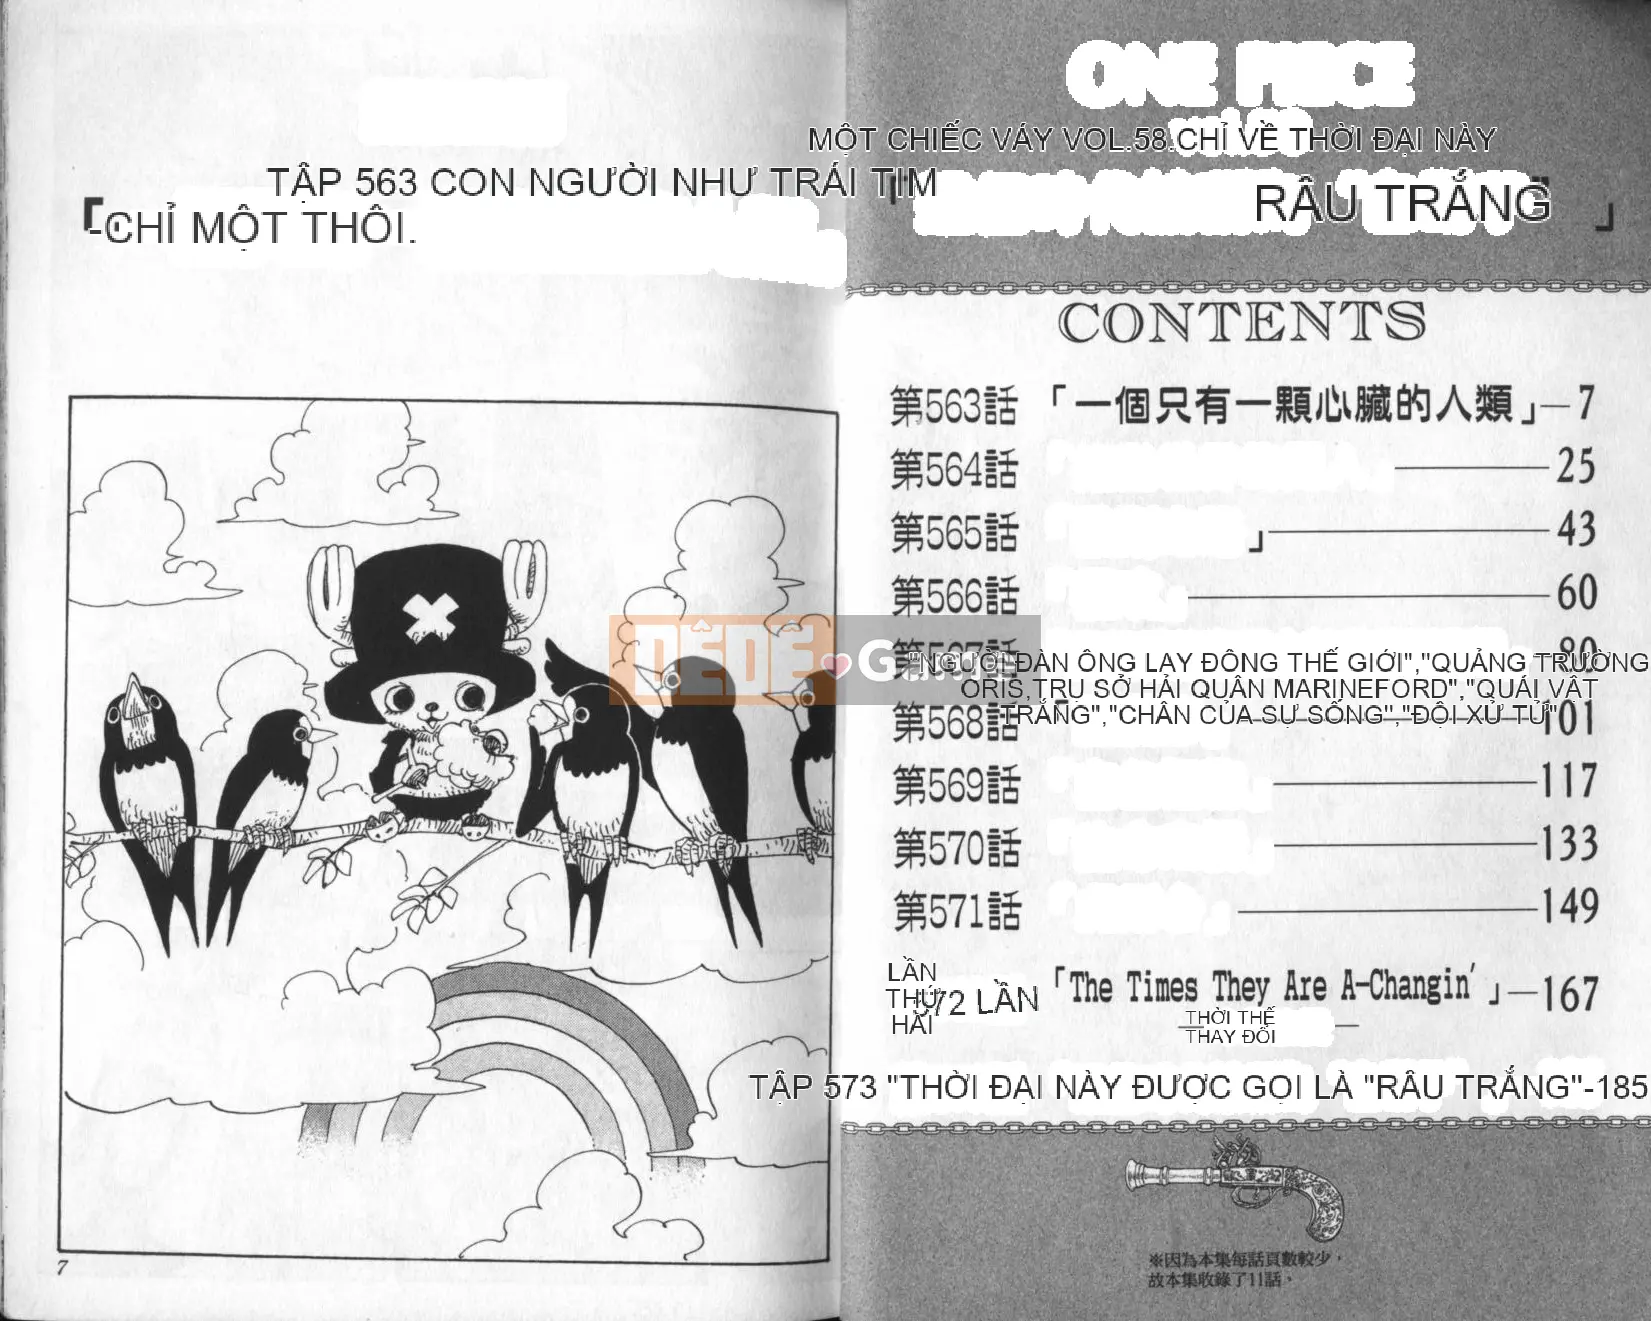 TẬP 563 CON NGƯỜI NHƯ TRÁI TIM
「CHỈ MỘT THÔI.
7
ONE PIECE
MỘT CHIẾC VÁY VOL.58.CHỈ VỀ THỜI ĐẠI NÀY
「RÂU TRẮNG」
CONTENTS
第563話「一個只有一顆心臟的人類」—7
第564話 25
第565話 」43
第566話 60
第567話 80
"NGƯỜI ĐÀN ÔNG LAY ĐỘNG THẾ GIỚI","QUẢNG TRƯỜNG
ORIS,TRỤ SỞ HẢI QUÂN MARINEFORD","QUÁI VẬT
TRẮNG","CHÂN CỦA SỰ SỐNG","ĐỘI XỬ TỬ"
第568話 101
第569話 117
第570話 133
第571話 149
LẦN
THỨ
HAI
572 LẦN「The Times They Are A-Changin'」—167
THỜI THẾ
THAY ĐỔI
TẬP 573 "THỜI ĐẠI NÀY ĐƯỢC GỌI LÀ "RÂU TRẮNG"-185
※因為本集每話頁數較少，
故本集收錄了11話。